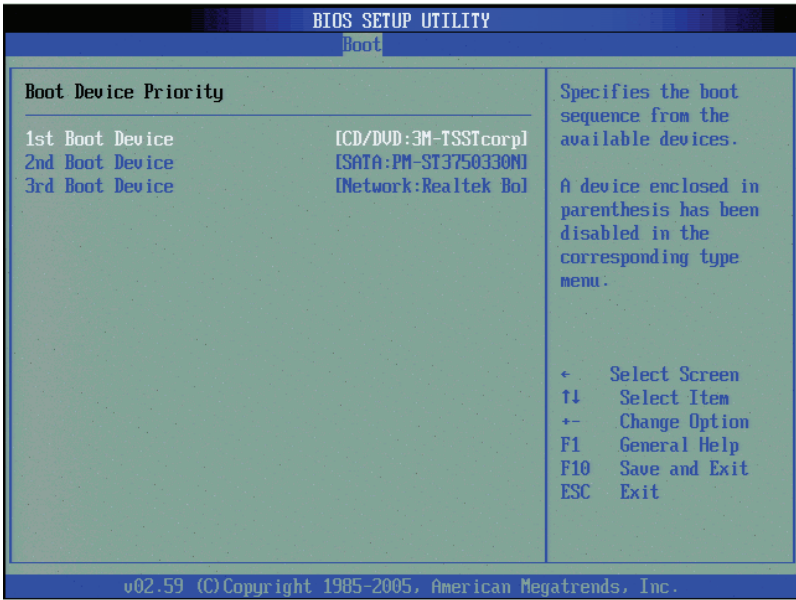 BIOS SETUP UTILITY
Boot
Boot Device Priority
1st Boot Device [CD/DVD:3M-TSSTcorp]
2nd Boot Device [SATA:PM-ST3750330N]
3rd Boot Device [Network:Realtek Bo]
Specifies the boot
sequence from the
available devices.
A device enclosed in
parenthesis has been
disabled in the
corresponding type
menu.
← Select Screen
↑↓ Select Item
+- Change Option
F1 General Help
F10 Save and Exit
ESC Exit
v02.59 (C)Copyright 1985-2005, American Megatrends, Inc.